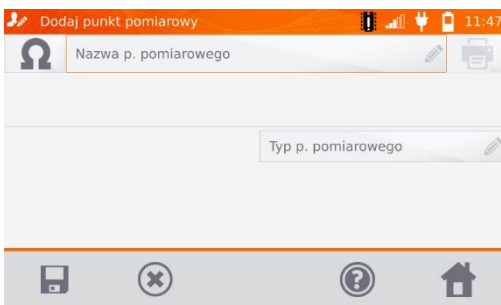 Dodaj punkt pomiarowy 11:47
Ω Nazwa p. pomiarowego
Typ p. pomiarowego